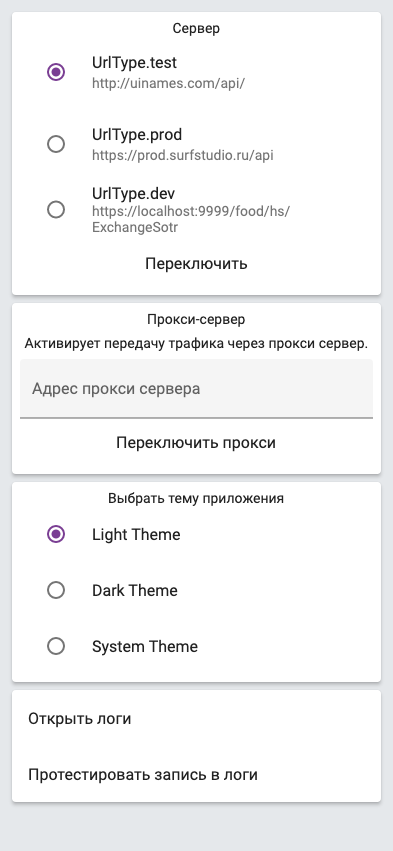 Сервер
UrlType.test
http://uinames.com/api/
UrlType.prod
https://prod.surfstudio.ru/api
UrlType.dev
https://localhost:9999/food/hs/
ExchangeSotr
Переключить
Прокси-сервер
Активирует передачу трафика через прокси сервер.
Адрес прокси сервера
Переключить прокси
Выбрать тему приложения
Light Theme
Dark Theme
System Theme
Открыть логи
Протестировать запись в логи